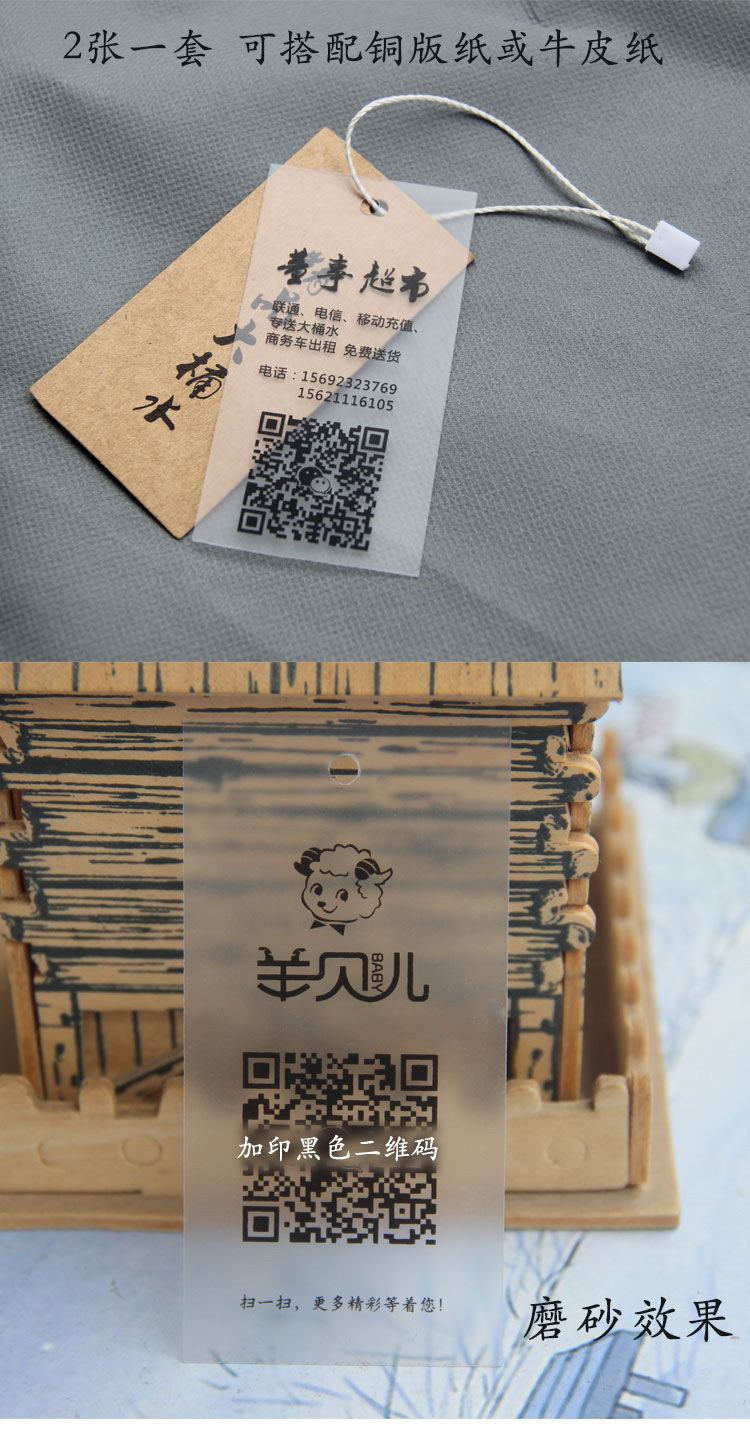 2张一套 可搭配铜版纸或牛皮纸
董事超市
联通、电信、移动充值、
专送大桶水
商务车出租 免费送货
电话：15692323769
15621116105
大桶水
羊贝儿
BABY
加印黑色二维码
扫一扫，更多精彩等着您!
磨砂效果